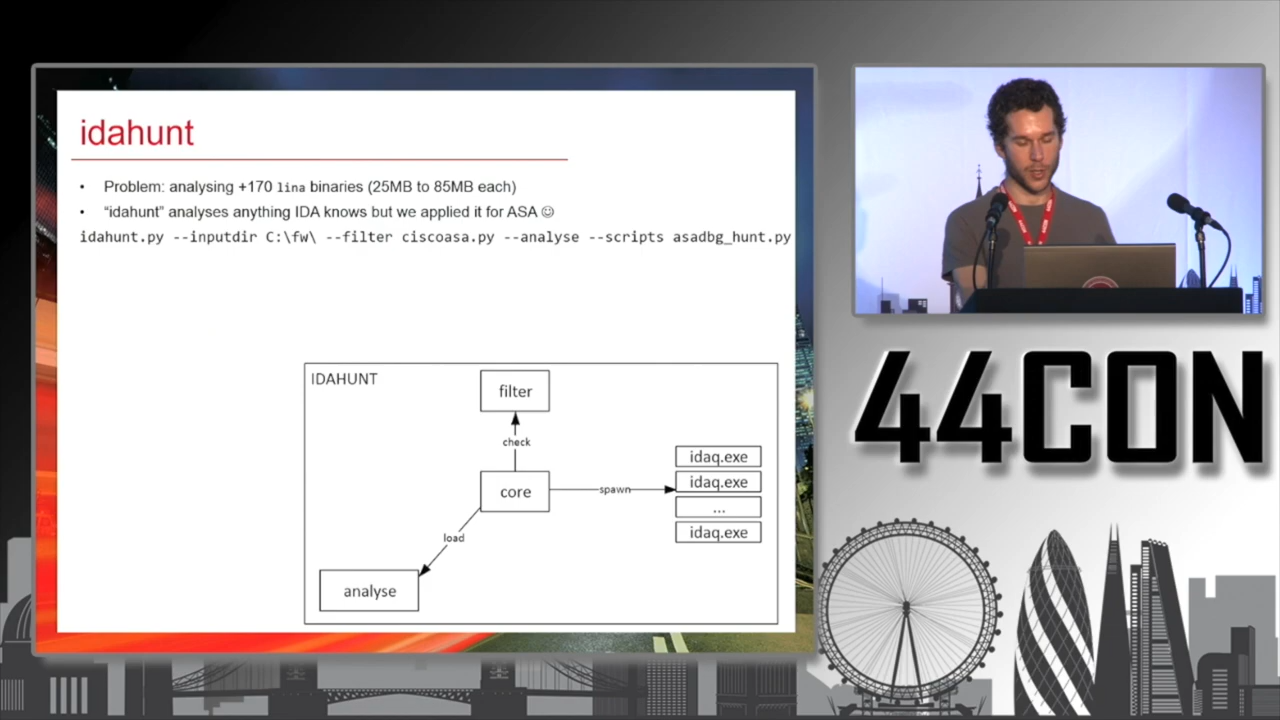 idahunt
• Problem: analysing +170 lina binaries (25MB to 85MB each)
• “idahunt” analyses anything IDA knows but we applied it for ASA ☺
idahunt.py --inputdir C:\fw\ --filter ciscoasa.py --analyse --scripts asadbg_hunt.py
IDAHUNT
filter
check
core
spawn
idaq.exe
idaq.exe
...
idaq.exe
load
analyse
44CON